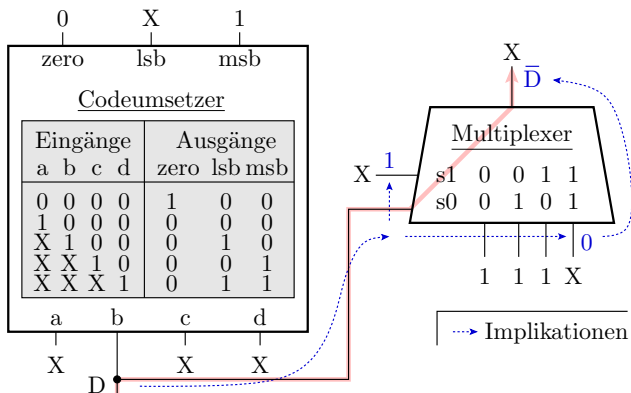 0 X 1
zero lsb msb
Codeumsetzer
Eingänge Ausgänge
a b c d zero lsb msb
0 0 0 0 1 0 0
1 0 0 0 0 0 0
X 1 0 0 0 1 0
X X 1 0 0 0 1
X X X 1 0 1 1
a b c d
X X X
D
X
D̅
Multiplexer
X 1 s1 0 0 1 1
s0 0 1 0 1
0
1 1 1 X
Implikationen